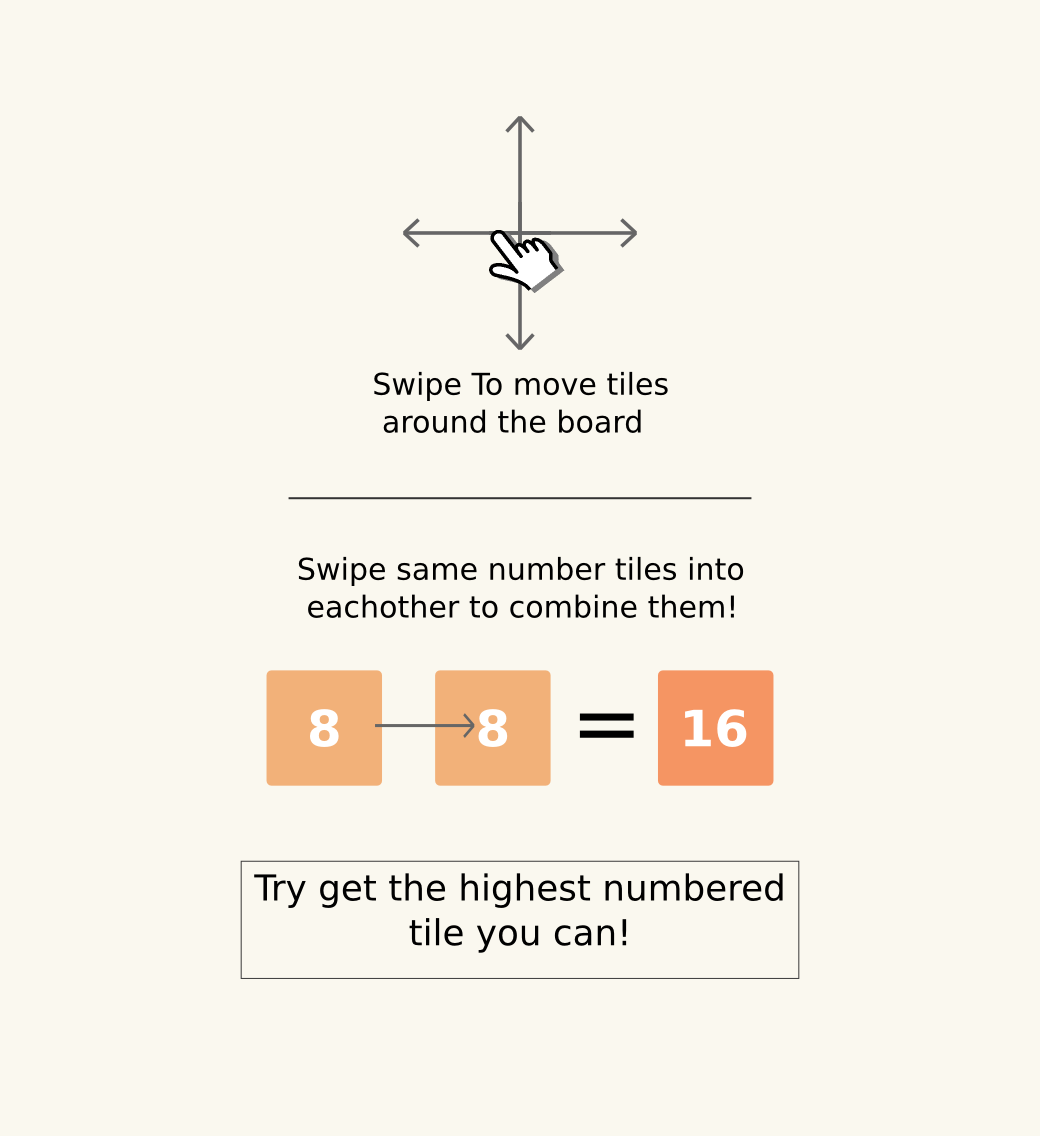 Swipe To move tiles
around the board
Swipe same number tiles into
eachother to combine them!
8 8 = 16
Try get the highest numbered
tile you can!